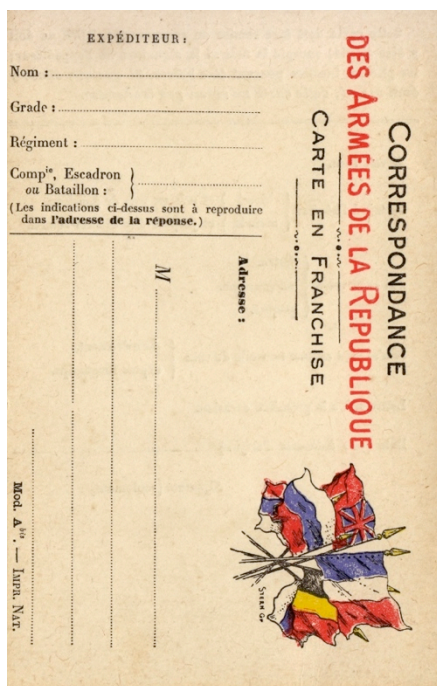 CORRESPONDANCE
DES ARMÉES DE LA REPUBLIQUE
CARTE EN FRANCHISE
EXPÉDITEUR :
Nom :
Grade :
Régiment :
Compie, Escadron
ou Bataillon :
(Les indications ci-dessus sont à reproduire
dans l'adresse de la réponse.)
Adresse :
M
STERN Gr
Mod. A bis. — IMPR. NAT.